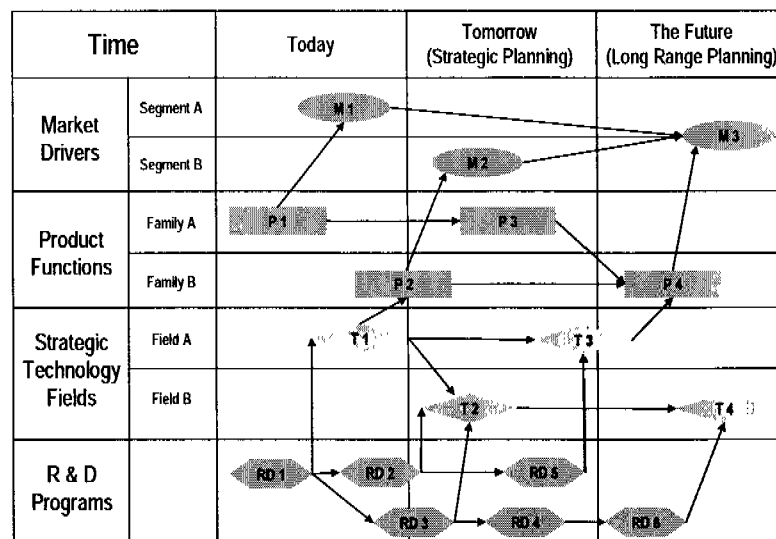 Time
Today
Tomorrow
(Strategic Planning)
The Future
(Long Range Planning)
Market
Drivers
Segment A
M 1
M 3
Segment B
M 2
Product
Functions
Family A
P 1
P 3
Family B
P 2
P 4
Strategic
Technology
Fields
Field A
T 1
T 3
Field B
T 2
T 4
R & D
Programs
RD 1
RD 2
RD 5
RD 3
RD 4
RD 6